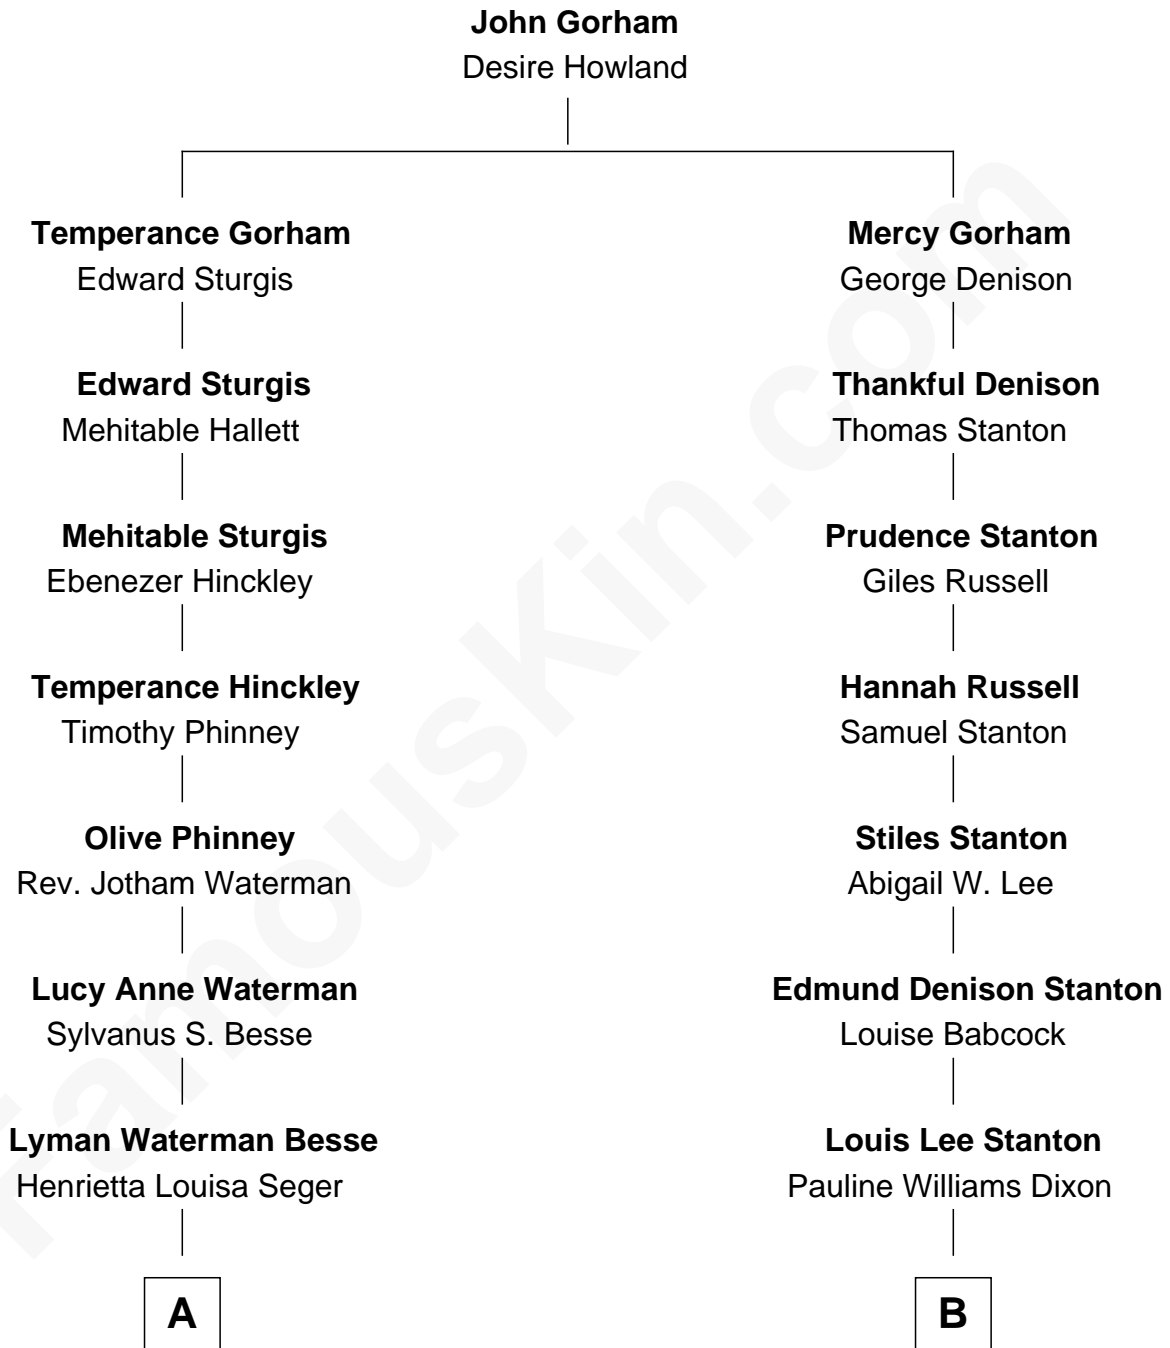 John Gorham
Desire Howland
Temperance Gorham
Edward Sturgis
Mercy Gorham
George Denison
Edward Sturgis
Mehitable Hallett
Thankful Denison
Thomas Stanton
Mehitable Sturgis
Ebenezer Hinckley
Prudence Stanton
Giles Russell
Temperance Hinckley
Timothy Phinney
Hannah Russell
Samuel Stanton
Olive Phinney
Rev. Jotham Waterman
Stiles Stanton
Abigail W. Lee
Lucy Anne Waterman
Sylvanus S. Besse
Edmund Denison Stanton
Louise Babcock
Lyman Waterman Besse
Henrietta Louisa Seger
Louis Lee Stanton
Pauline Williams Dixon
A
B
FamousKin.com